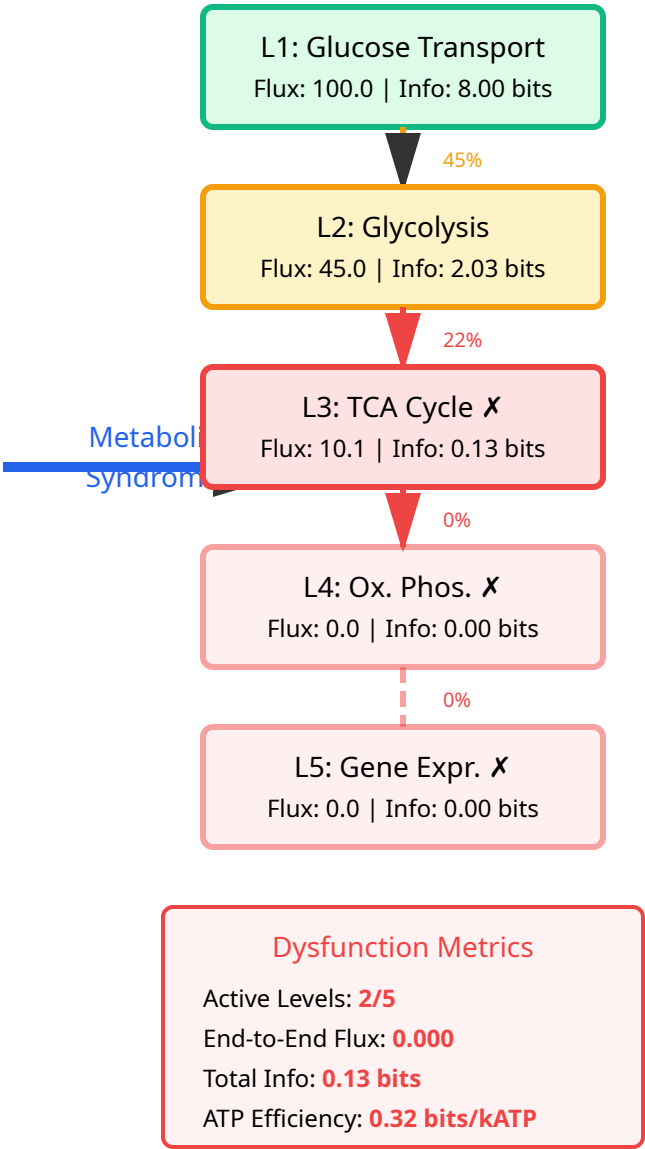 L1: Glucose Transport
Flux: 100.0 | Info: 8.00 bits
45%
L2: Glycolysis
Flux: 45.0 | Info: 2.03 bits
22%
L3: TCA Cycle ✗
Flux: 10.1 | Info: 0.13 bits
Metaboli
Syndrom
0%
L4: Ox. Phos. ✗
Flux: 0.0 | Info: 0.00 bits
0%
L5: Gene Expr. ✗
Flux: 0.0 | Info: 0.00 bits
Dysfunction Metrics
Active Levels: 2/5
End-to-End Flux: 0.000
Total Info: 0.13 bits
ATP Efficiency: 0.32 bits/kATP